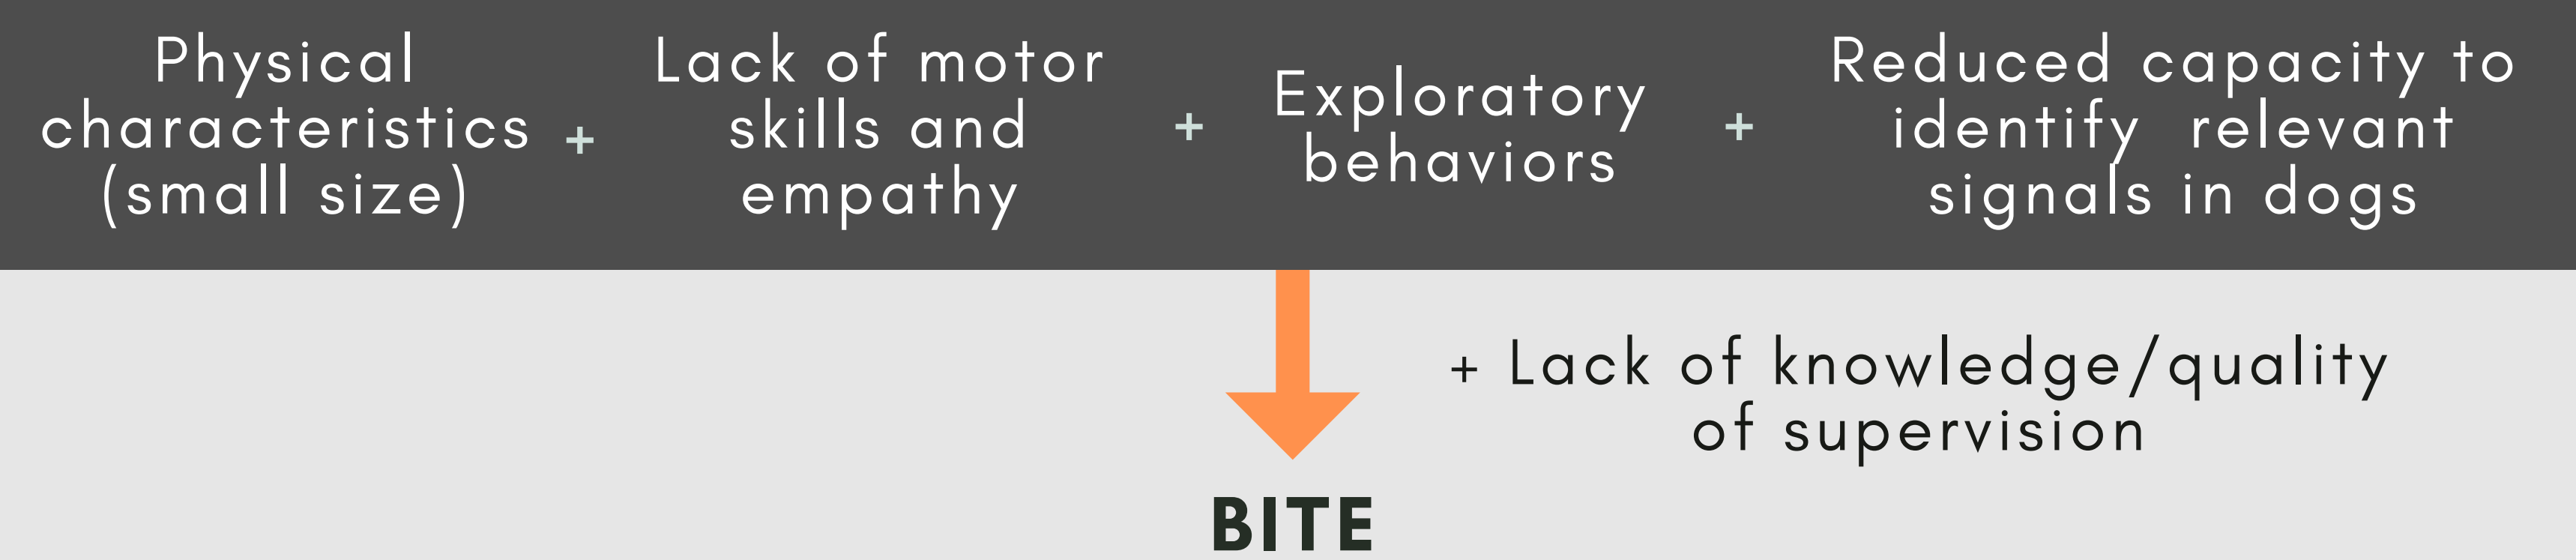 Physical
characteristics
(small size)
+
Lack of motor
skills and
empathy
+
Exploratory
behaviors
+
Reduced capacity to
identify relevant
signals in dogs
+ Lack of knowledge/quality
of supervision
BITE